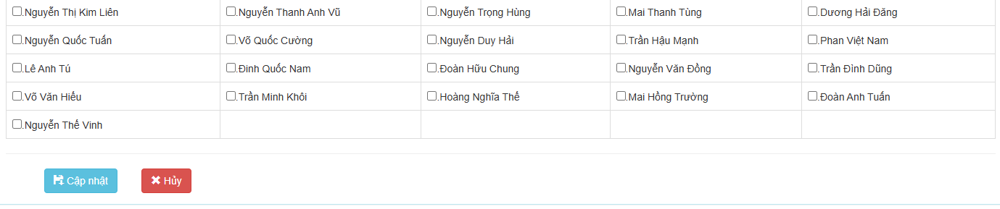 .Nguyễn Thị Kim Liên .Nguyễn Thanh Anh Vũ .Nguyễn Trọng Hùng .Mai Thanh Tùng .Dương Hải Đăng
.Nguyễn Quốc Tuấn .Võ Quốc Cường .Nguyễn Duy Hải .Trần Hậu Mạnh .Phan Việt Nam
.Lê Anh Tú .Đinh Quốc Nam .Đoàn Hữu Chung .Nguyễn Văn Đồng .Trần Đình Dũng
.Võ Văn Hiếu .Trần Minh Khôi .Hoàng Nghĩa Thế .Mai Hồng Trường .Đoàn Anh Tuấn
.Nguyễn Thế Vinh
Cập nhật Hủy